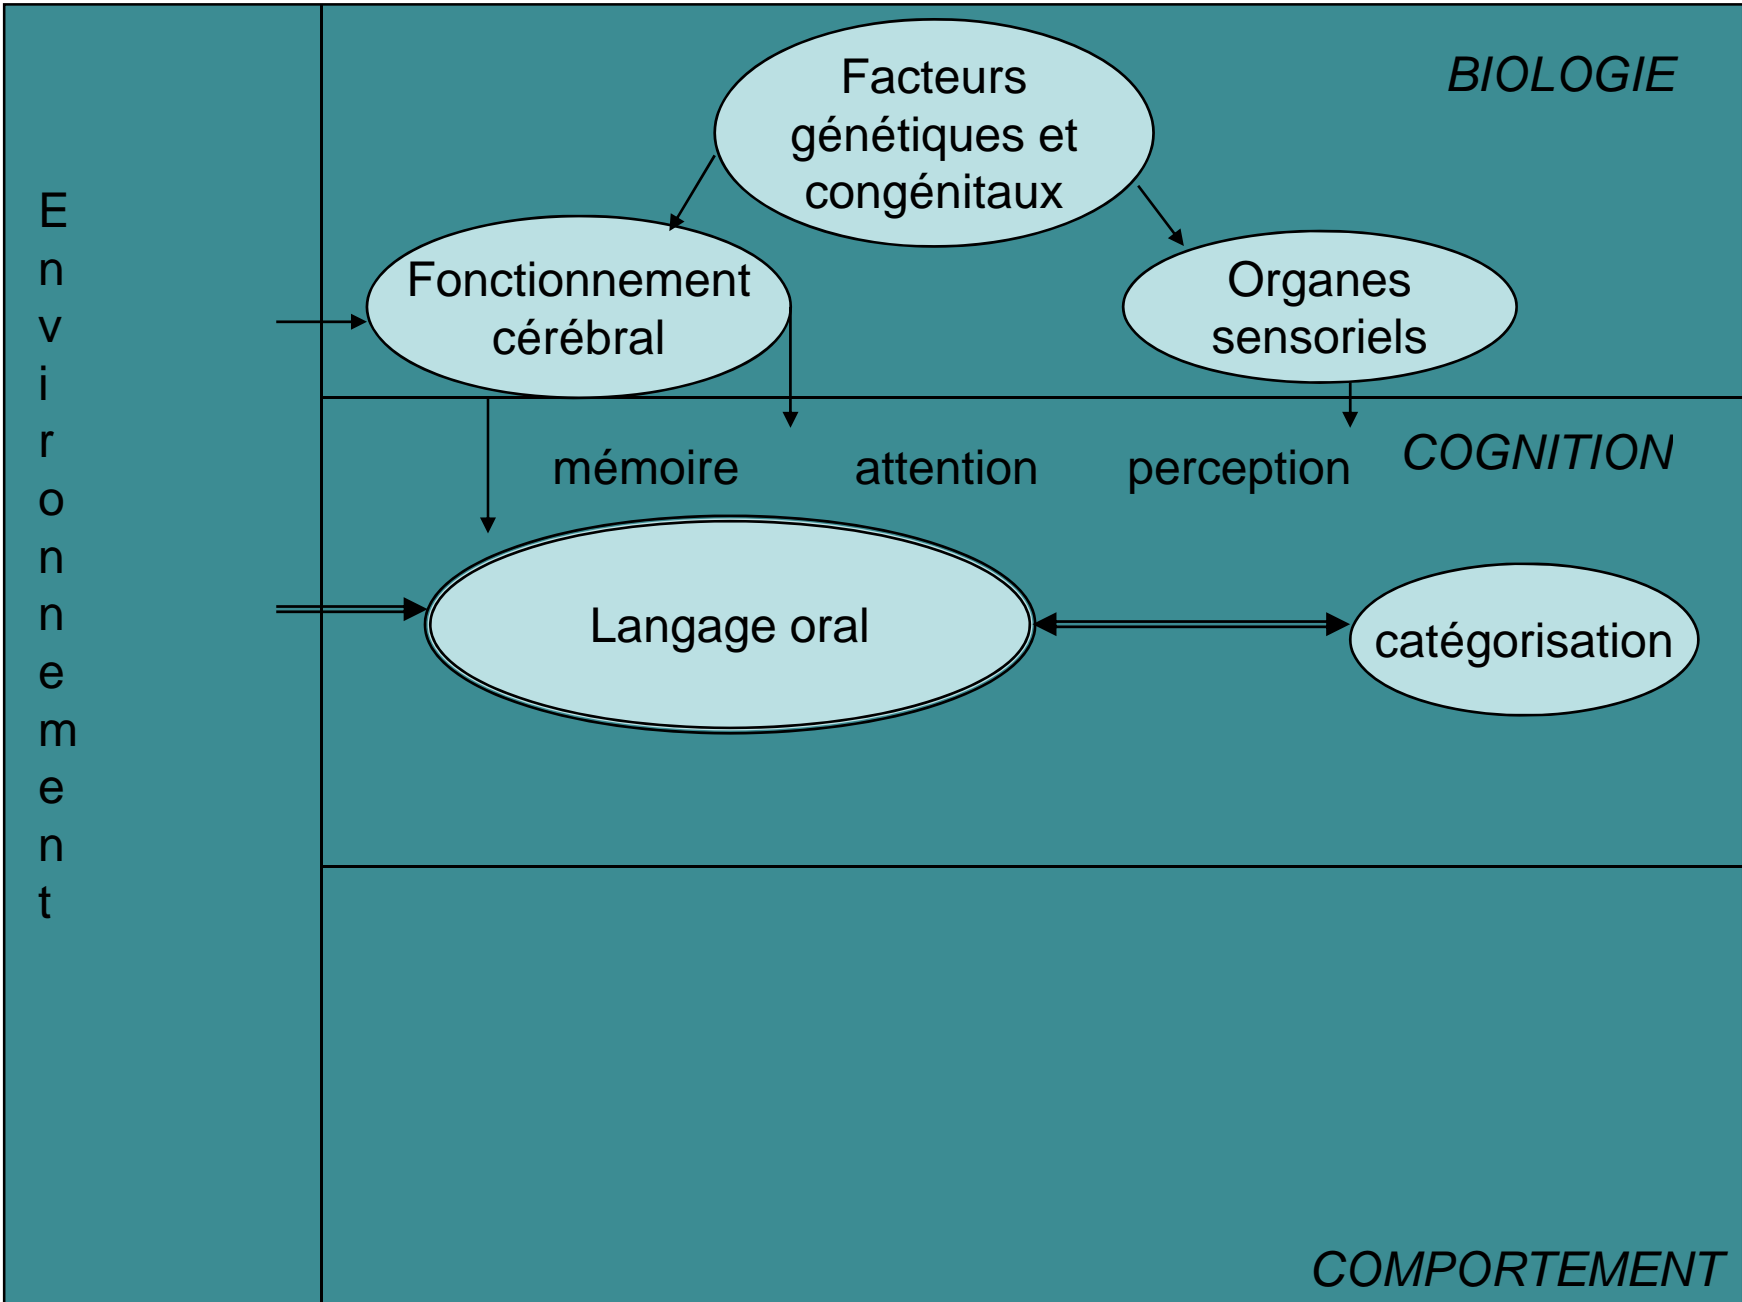 BIOLOGIE
Facteurs
génétiques et
congénitaux
Fonctionnement
cérébral
Organes
sensoriels
E
n
v
i
r
o
n
n
e
m
e
n
t
COGNITION
mémoire attention perception
Langage oral
catégorisation
COMPORTEMENT